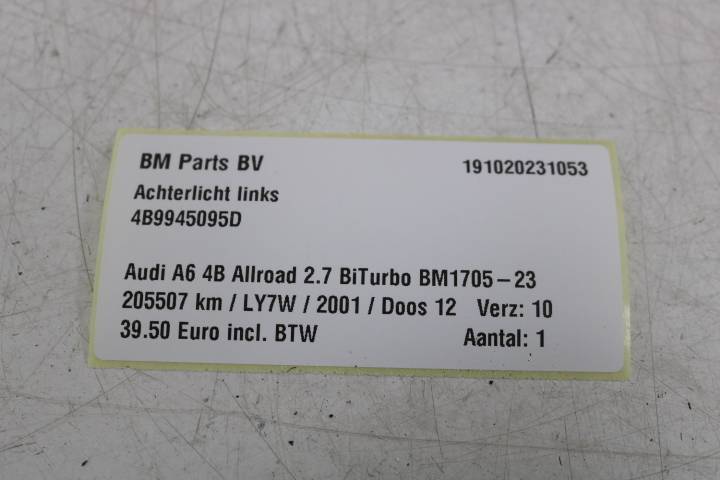 BM Parts BV 191020231053
Achterlicht links
4B9945095D
Audi A6 4B Allroad 2.7 BiTurbo BM1705-23
205507 km / LY7W / 2001 / Doos 12 Verz: 10
39.50 Euro incl. BTW Aantal: 1